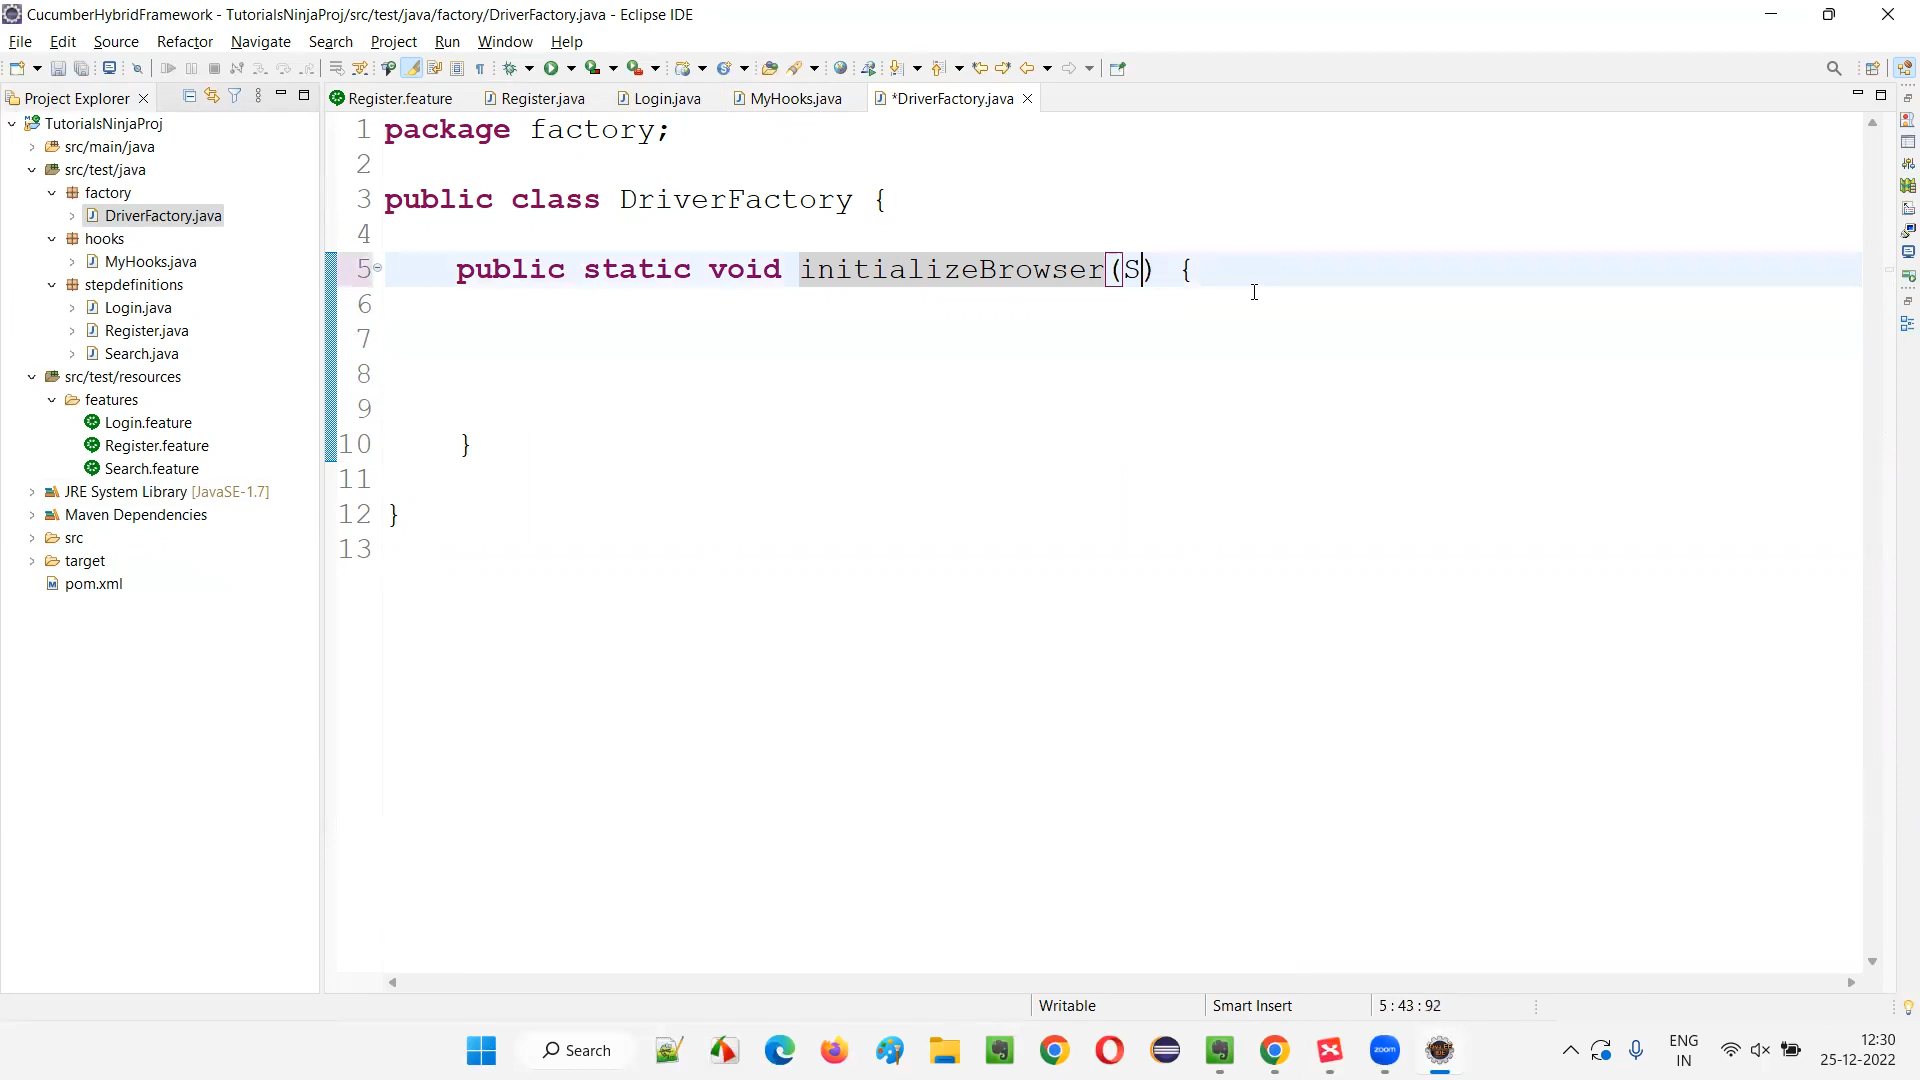 CucumberHybridFramework - TutorialsNinjaProj/src/test/java/factory/DriverFactory.java - Eclipse IDE
File Edit Source Refactor Navigate Search Project Run Window Help
Project Explorer
Register.feature Register.java Login.java MyHooks.java *DriverFactory.java
TutorialsNinjaProj
src/main/java
src/test/java
factory
DriverFactory.java
hooks
MyHooks.java
stepdefinitions
Login.java
Register.java
Search.java
src/test/resources
features
Login.feature
Register.feature
Search.feature
JRE System Library [JavaSE-1.7]
Maven Dependencies
src
target
pom.xml
1 package factory;
2
3 public class DriverFactory {
4
5 public static void initializeBrowser(S) {
6
7
8
9
10 }
11
12 }
13
Writable Smart Insert 5 : 43 : 92
Search
zoom
ENG
IN
12:30
25-12-2022